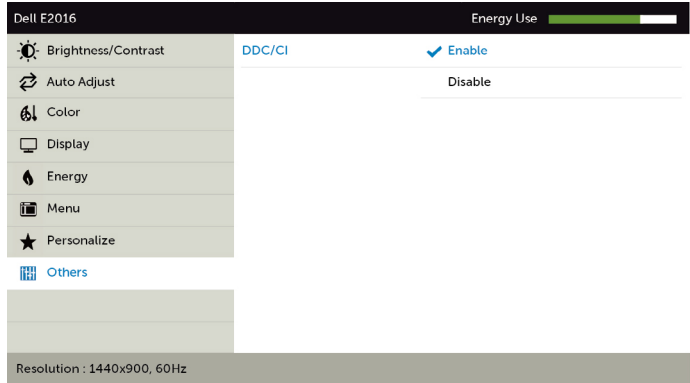 Dell E2016 Energy Use
Brightness/Contrast DDC/CI Enable
Auto Adjust Disable
Color
Display
Energy
Menu
Personalize
Others
Resolution : 1440x900, 60Hz